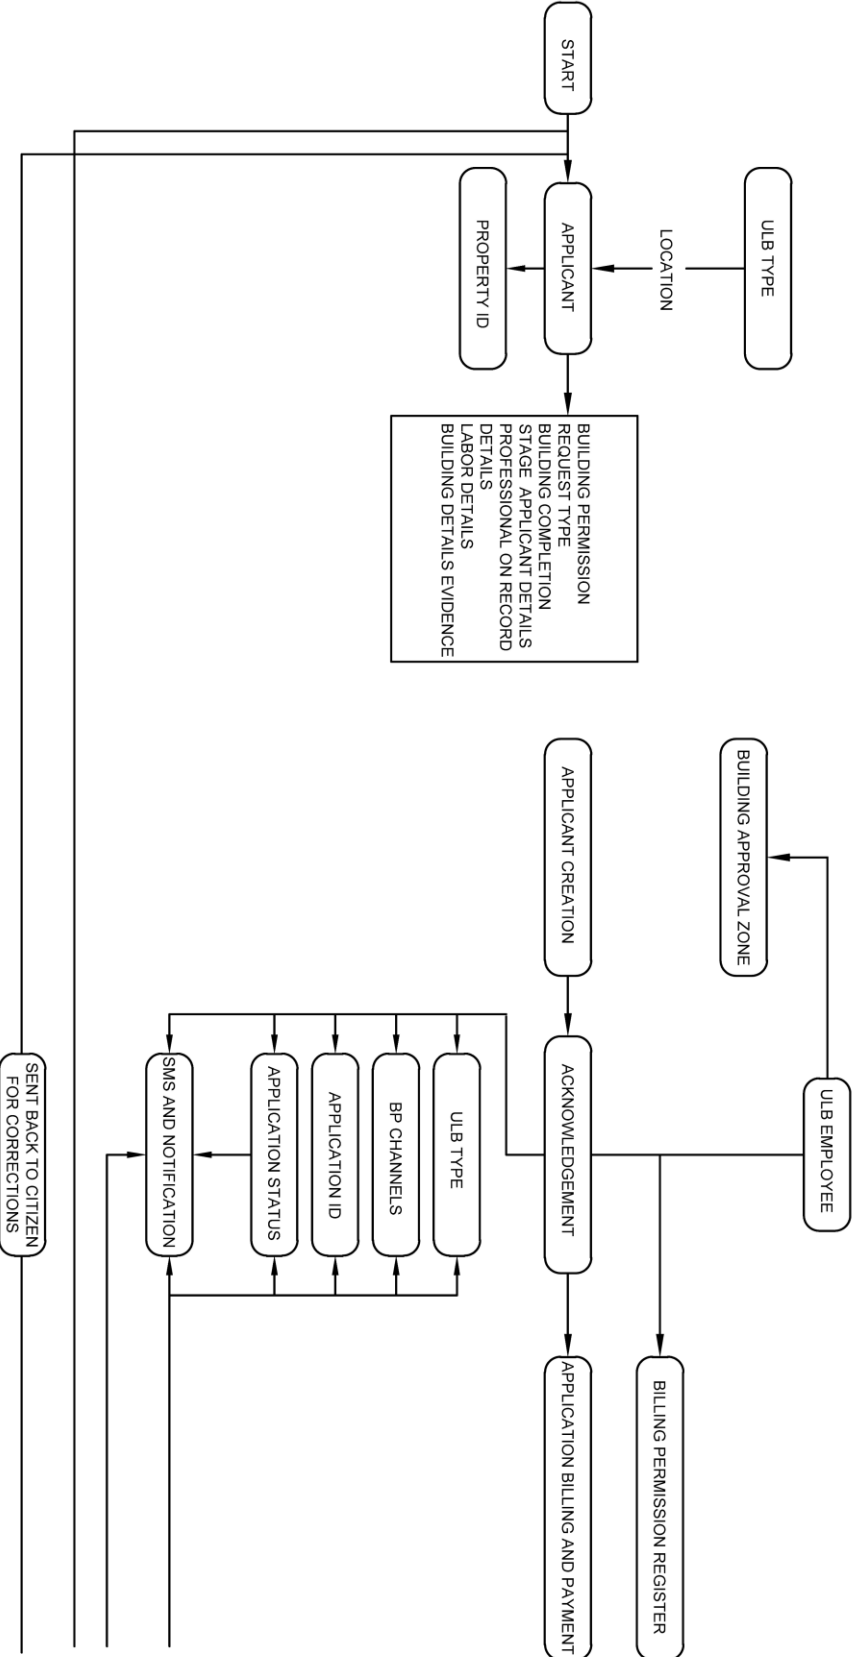 START
ULB TYPE
LOCATION
APPLICANT
PROPERTY ID
BUILDING PERMISSION
REQUEST TYPE
BUILDING COMPLETION
STAGE APPLICANT DETAILS
PROFESSIONAL ON RECORD
DETAILS
LABOR DETAILS
BUILDING DETAILS EVIDENCE
BUILDING APPROVAL ZONE
APPLICANT CREATION
ULB EMPLOYEE
ACKNOWLEDGEMENT
ULB TYPE
BP CHANNELS
APPLICATION ID
APPLICATION STATUS
SMS AND NOTIFICATION
SENT BACK TO CITIZEN
FOR CORRECTIONS
BILLING PERMISSION REGISTER
APPLICATION BILLING AND PAYMENT